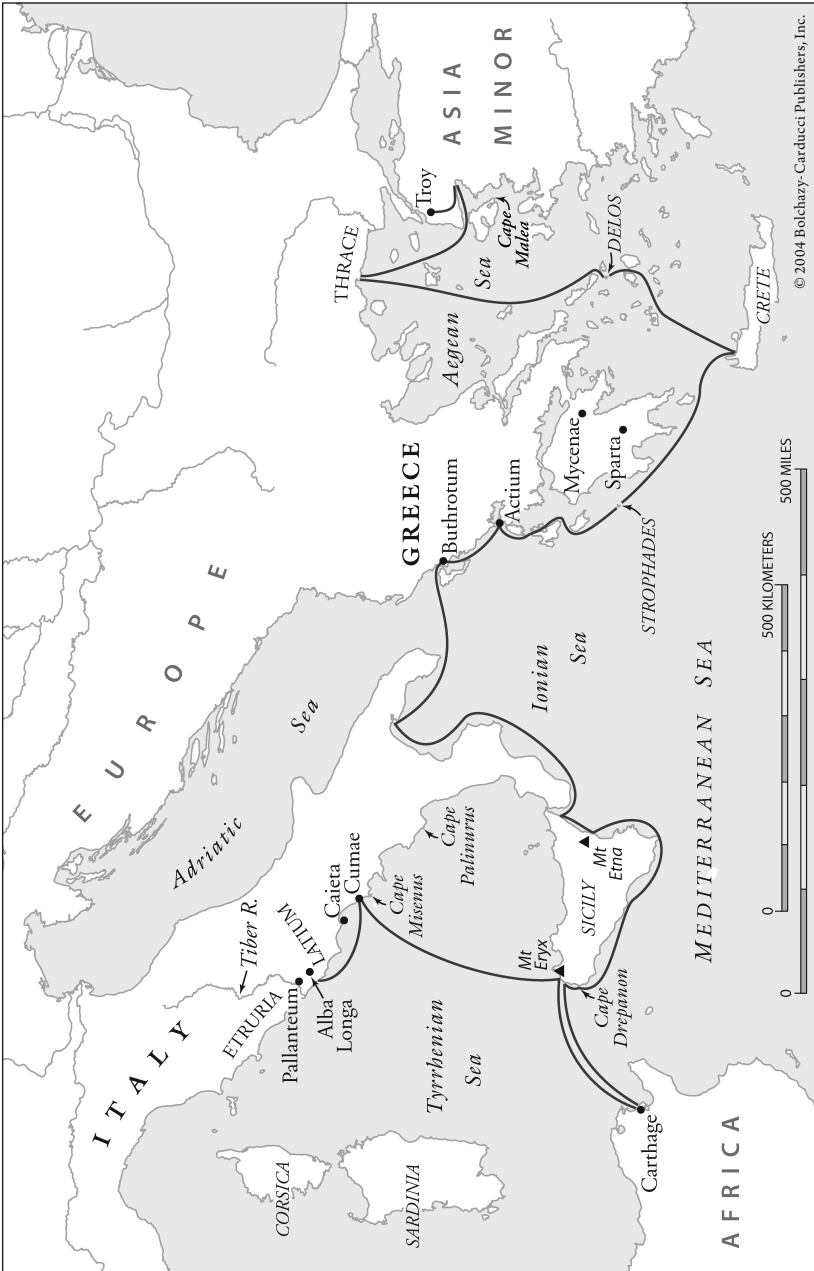 EUROPE
ITALY
GREECE
ASIA
MINOR
AFRICA
THRACE
Troy
Cape
Malea
Aegean
Sea
DELOS
CRETE
Mycenae
Sparta
Actium
Buthrotum
STROPHADES
Ionian
Sea
MEDITERRANEAN SEA
Adriatic
Sea
Tiber R.
LATIUM
ETRURIA
Pallanteum
Alba
Longa
Caieta
Cumae
Cape
Misenus
Cape
Palinurus
Tyrrhenian
Sea
CORSICA
SARDINIA
SICILY
Mt
Etna
Mt
Eryx
Cape
Drepanon
Carthage
0
500 KILOMETERS
0
500 MILES
© 2004 Bolchazy-Carducci Publishers, Inc.